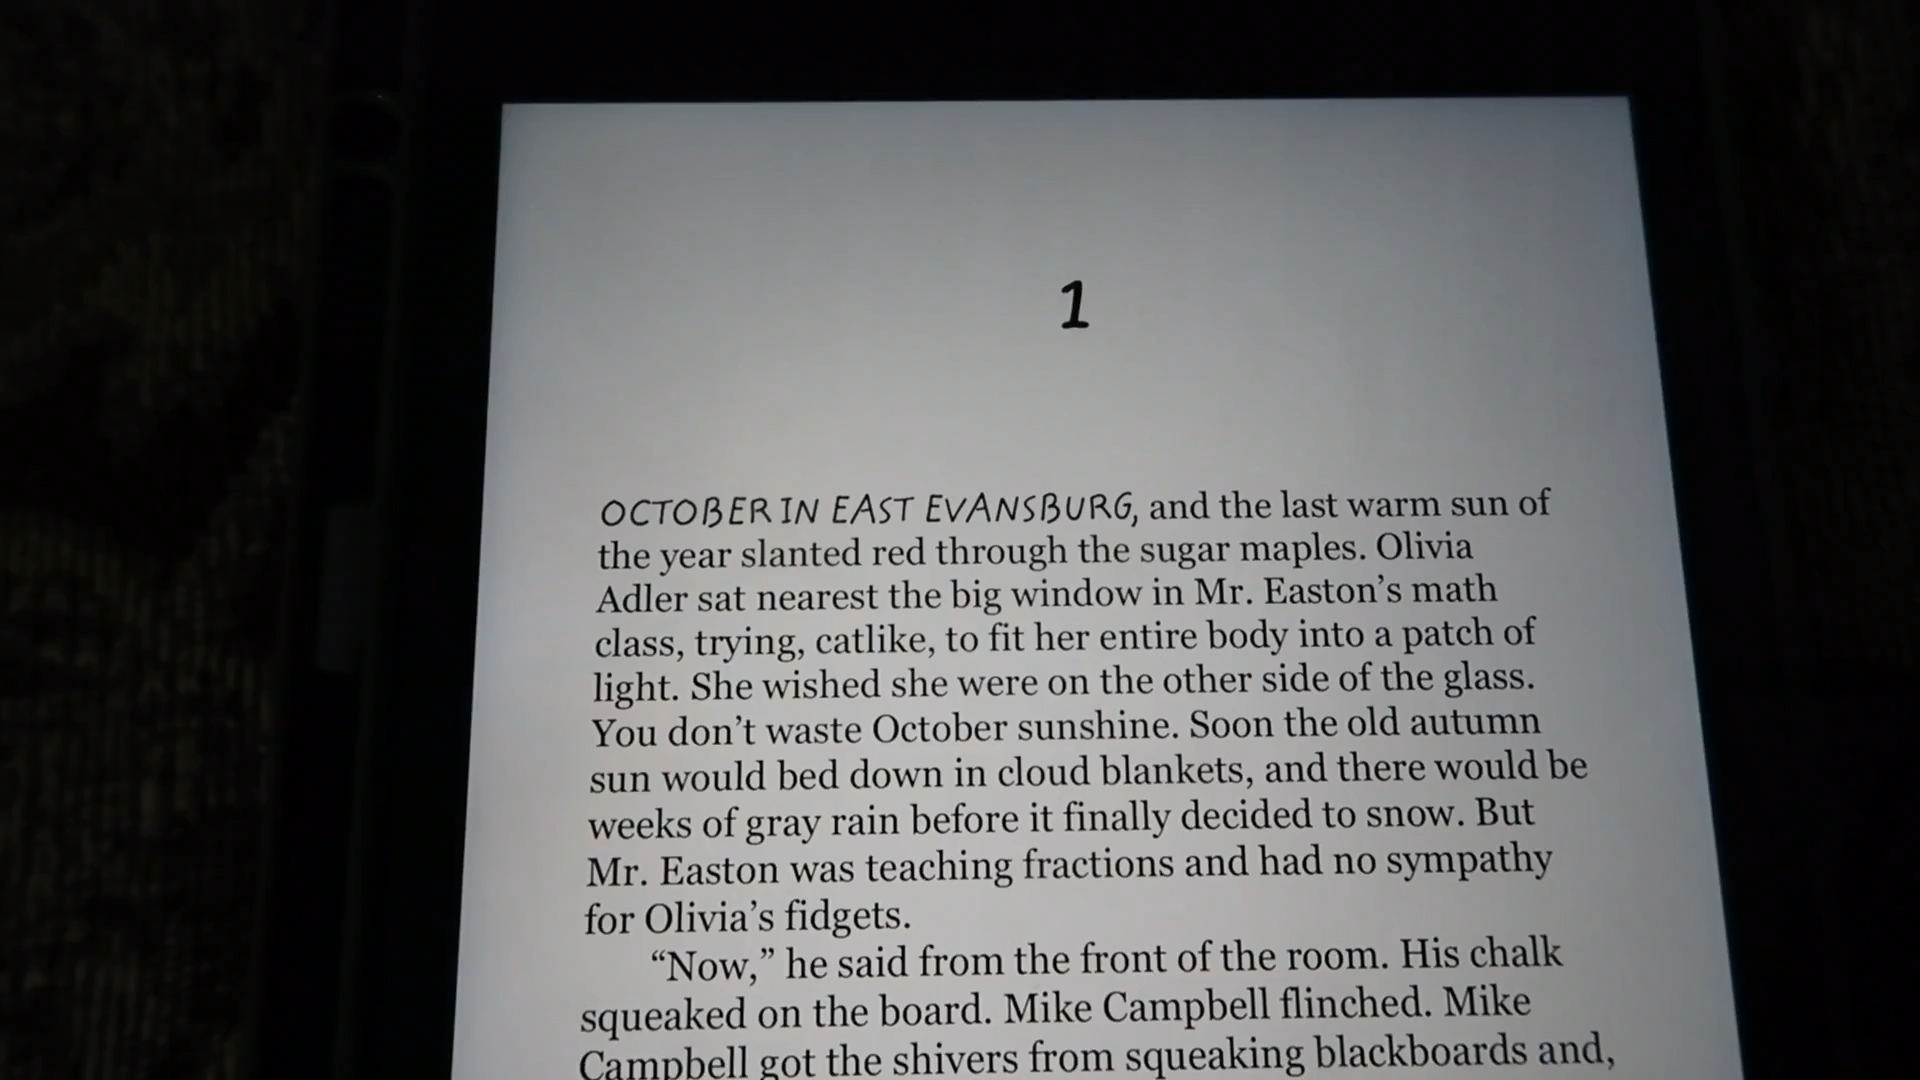 1
OCTOBER IN EAST EVANSBURG, and the last warm sun of
the year slanted red through the sugar maples. Olivia
Adler sat nearest the big window in Mr. Easton’s math
class, trying, catlike, to fit her entire body into a patch of
light. She wished she were on the other side of the glass.
You don’t waste October sunshine. Soon the old autumn
sun would bed down in cloud blankets, and there would be
weeks of gray rain before it finally decided to snow. But
Mr. Easton was teaching fractions and had no sympathy
for Olivia’s fidgets.
“Now,” he said from the front of the room. His chalk
squeaked on the board. Mike Campbell flinched. Mike
Campbell got the shivers from squeaking blackboards and,